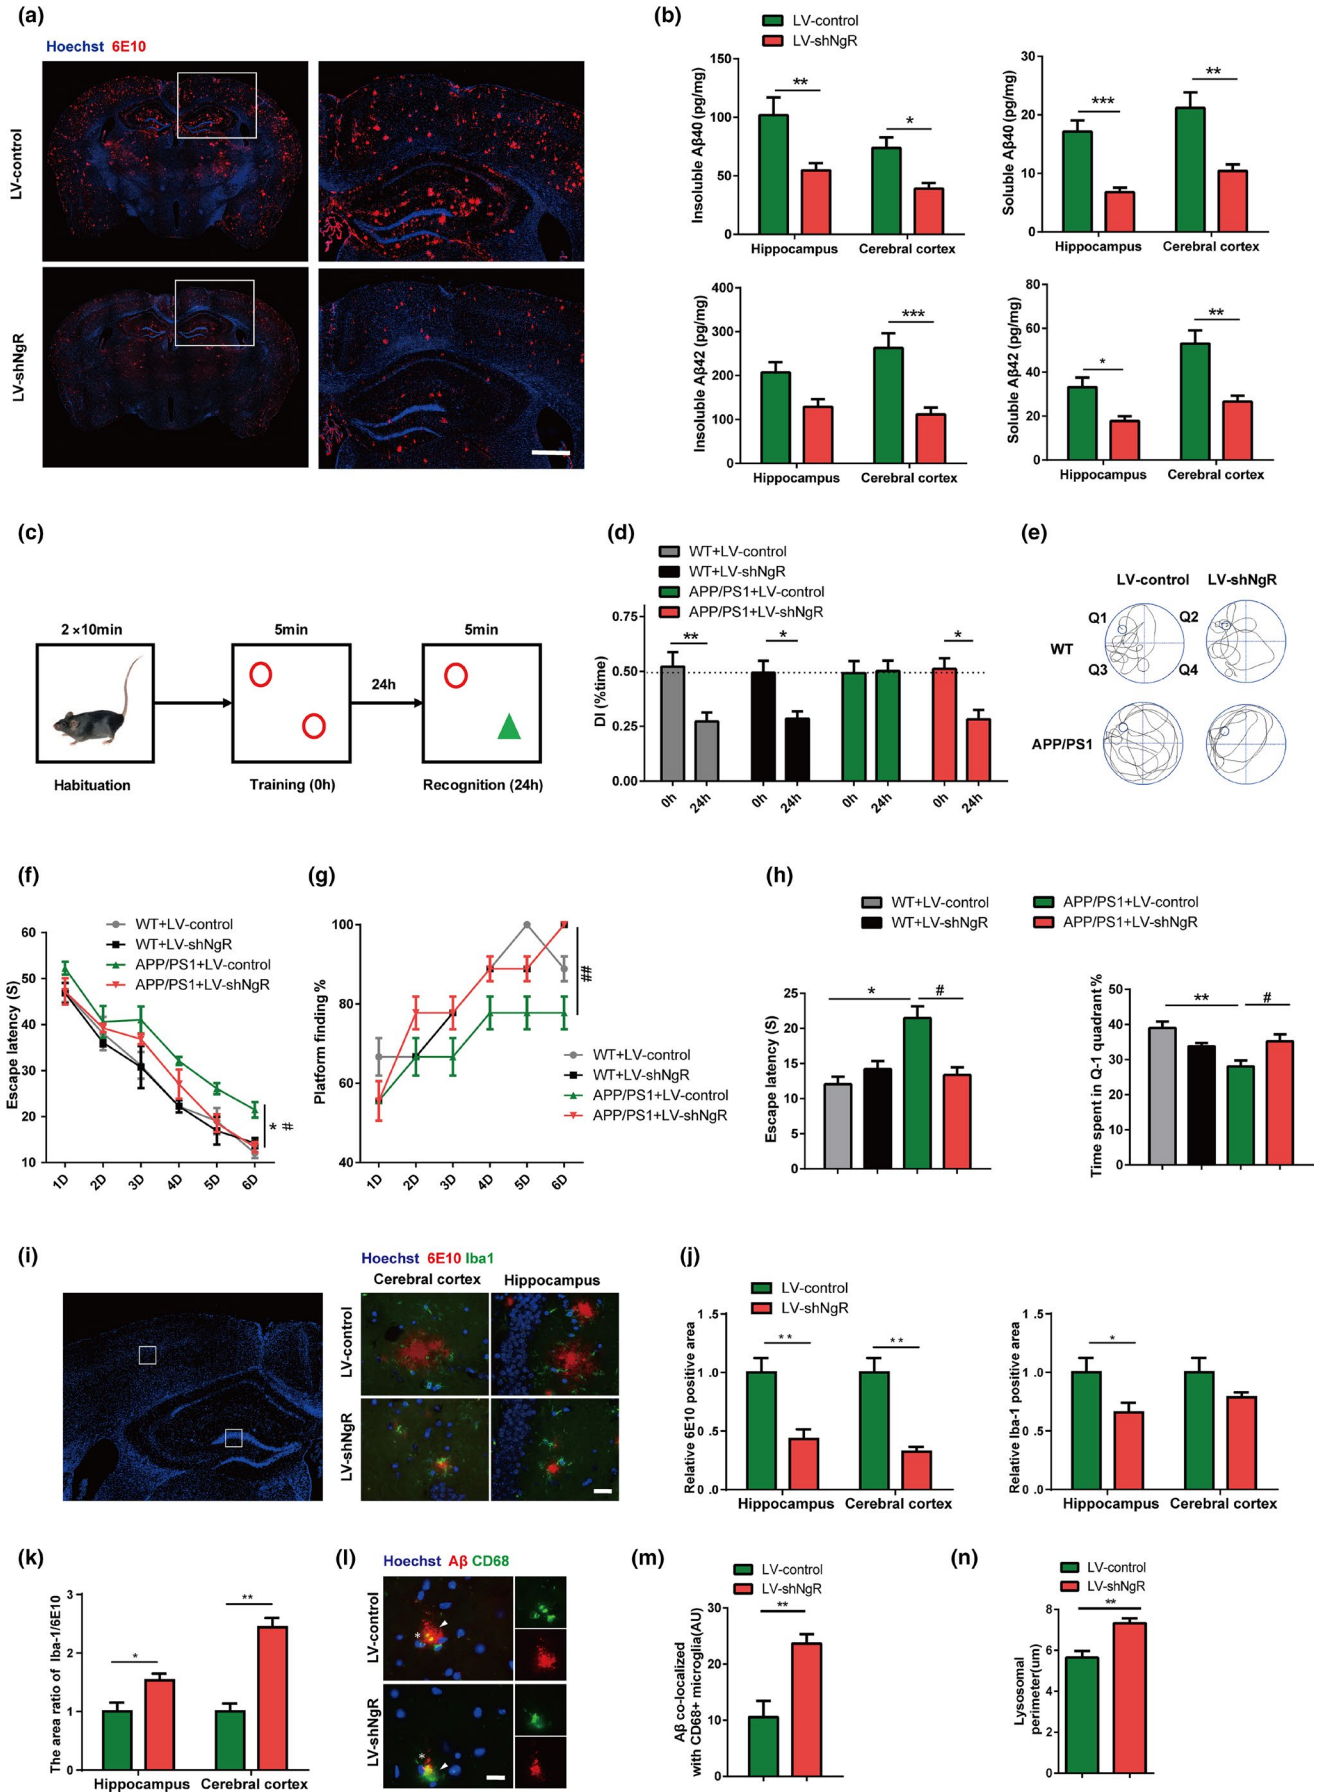 (a)
Hoechst 6E10
LV-control
LV-shNgR
(b)
LV-control
LV-shNgR
Insoluble Aβ40 (pg/mg)
150
100
50
0
**
*
Hippocampus Cerebral cortex
Soluble Aβ40 (pg/mg)
30
20
10
0
***
**
Hippocampus Cerebral cortex
Insoluble Aβ42 (pg/mg)
400
300
200
100
0
***
Hippocampus Cerebral cortex
Soluble Aβ42 (pg/mg)
80
60
40
20
0
*
**
Hippocampus Cerebral cortex
(c)
2 ×10min 5min 5min
24h
Habituation Training (0h) Recognition (24h)
(d)
WT+LV-control
WT+LV-shNgR
APP/PS1+LV-control
APP/PS1+LV-shNgR
DI (%time)
0.75
0.50
0.25
0.00
** * *
0h 24h 0h 24h 0h 24h 0h 24h
(e)
LV-control LV-shNgR
Q1 Q2
WT
Q3 Q4
APP/PS1
(f)
WT+LV-control
WT+LV-shNgR
APP/PS1+LV-control
APP/PS1+LV-shNgR
Escape latency (S)
60
50
40
30
20
10
* #
1D 2D 3D 4D 5D 6D
(g)
Platform finding %
100
80
60
40
##
WT+LV-control
WT+LV-shNgR
APP/PS1+LV-control
APP/PS1+LV-shNgR
1D 2D 3D 4D 5D 6D
(h)
WT+LV-control APP/PS1+LV-control
WT+LV-shNgR APP/PS1+LV-shNgR
Escape latency (S)
25
20
15
10
5
0
* #
Time spent in Q-1 quadrant %
50
40
30
20
10
0
** #
(i)
Hoechst 6E10 Iba1
Cerebral cortex Hippocampus
LV-control
LV-shNgR
(j)
LV-control
LV-shNgR
Relative 6E10 positive area
1.5
1.0
0.5
0.0
** **
Hippocampus Cerebral cortex
Relative Iba-1 positive area
1.5
1.0
0.5
0.0
*
Hippocampus Cerebral cortex
(k)
The area ratio of Iba-1/6E10
3
2
1
0
* **
Hippocampus Cerebral cortex
(l)
Hoechst Aβ CD68
LV-control
*
LV-shNgR
*
(m)
LV-control
LV-shNgR
Aβ co-localized
with CD68+ microglia(AU)
30
20
10
0
**
(n)
LV-control
LV-shNgR
Lysosomal
perimeter(um)
8
6
4
2
0
**